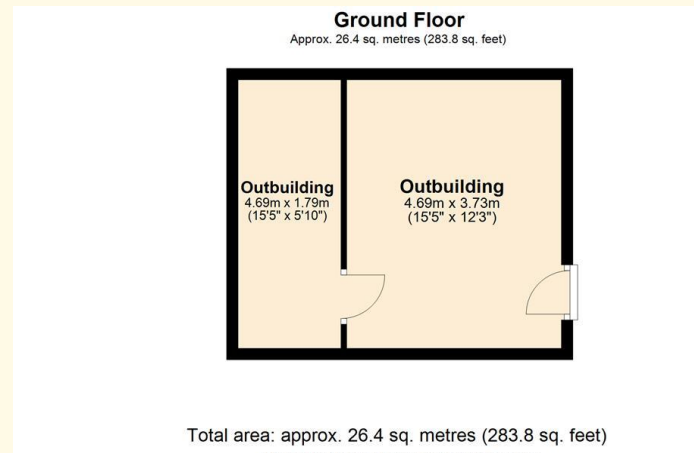 Ground Floor
Approx. 26.4 sq. metres (283.8 sq. feet)
Outbuilding
4.69m x 1.79m
(15'5" x 5'10")
Outbuilding
4.69m x 3.73m
(15'5" x 12'3")
Total area: approx. 26.4 sq. metres (283.8 sq. feet)